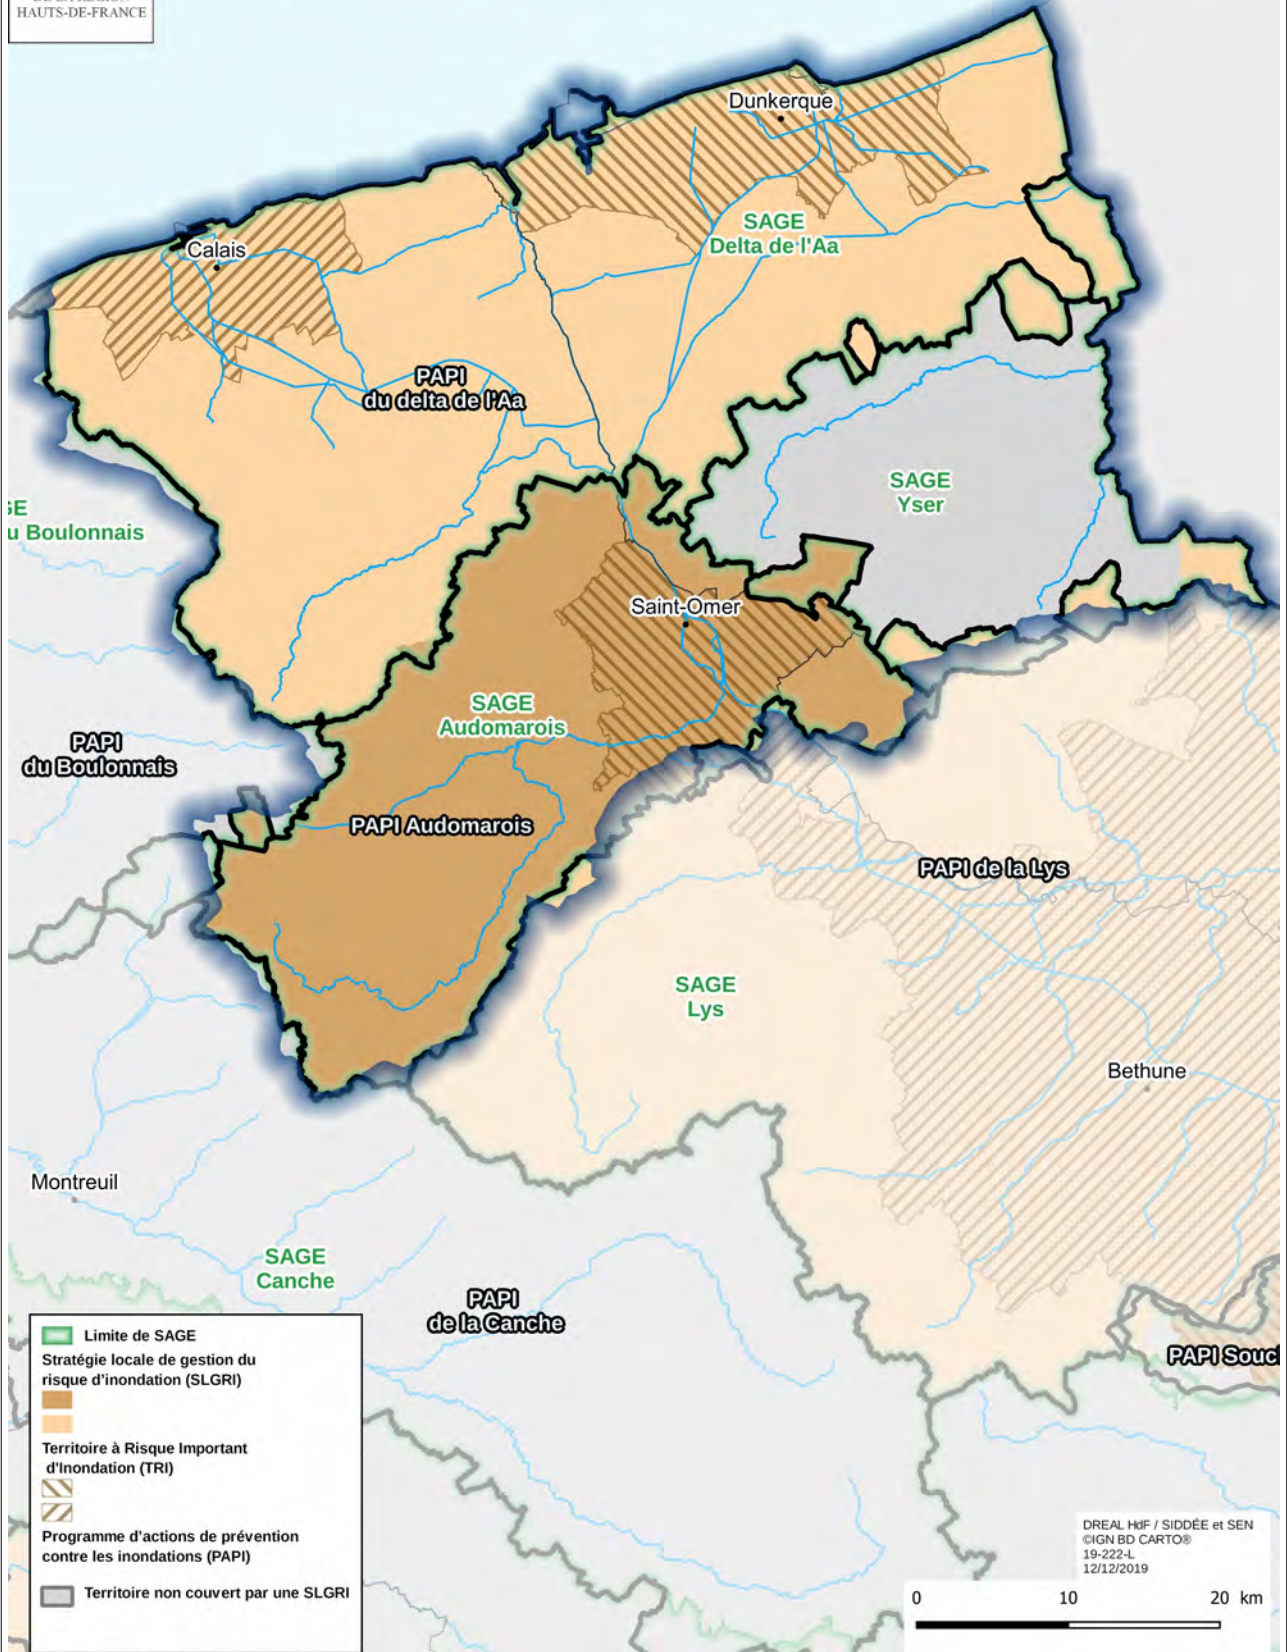 HAUTS-DE-FRANCE
Dunkerque
SAGE
Delta de l'Aa
Calais
PAPI
du delta de l'Aa
SAGE
Yser
u Boulonnais
Saint-Omer
SAGE
Audomarois
PAPI
du Boulonnais
PAPI Audomarois
PAPI de la Lys
SAGE
Lys
Bethune
Montreuil
SAGE
Canche
PAPI
de la Canche
PAPI Souc
Limite de SAGE
Stratégie locale de gestion du
risque d'inondation (SLGRI)
Territoire à Risque Important
d'Inondation (TRI)
Programme d'actions de prévention
contre les inondations (PAPI)
Territoire non couvert par une SLGRI
DREAL HdF / SIDDÉE et SEN
©IGN BD CARTO®
19-222-L
12/12/2019
0 10 20 km